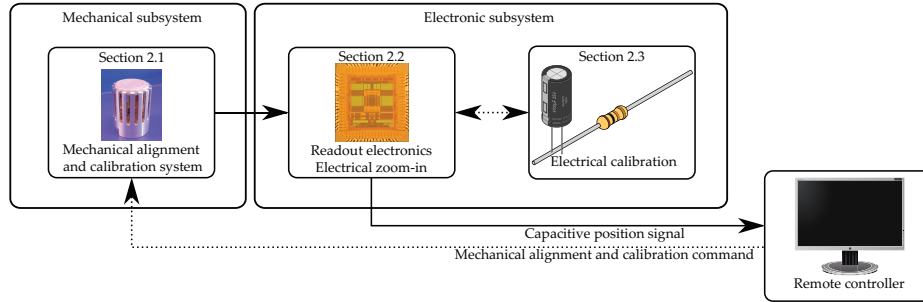 Mechanical subsystem
Electronic subsystem
Section 2.1
Section 2.2
Section 2.3
Mechanical alignment
and calibration system
Readout electronics
Electrical zoom-in
Electrical calibration
Capacitive position signal
Mechanical alignment and calibration command
Remote controller